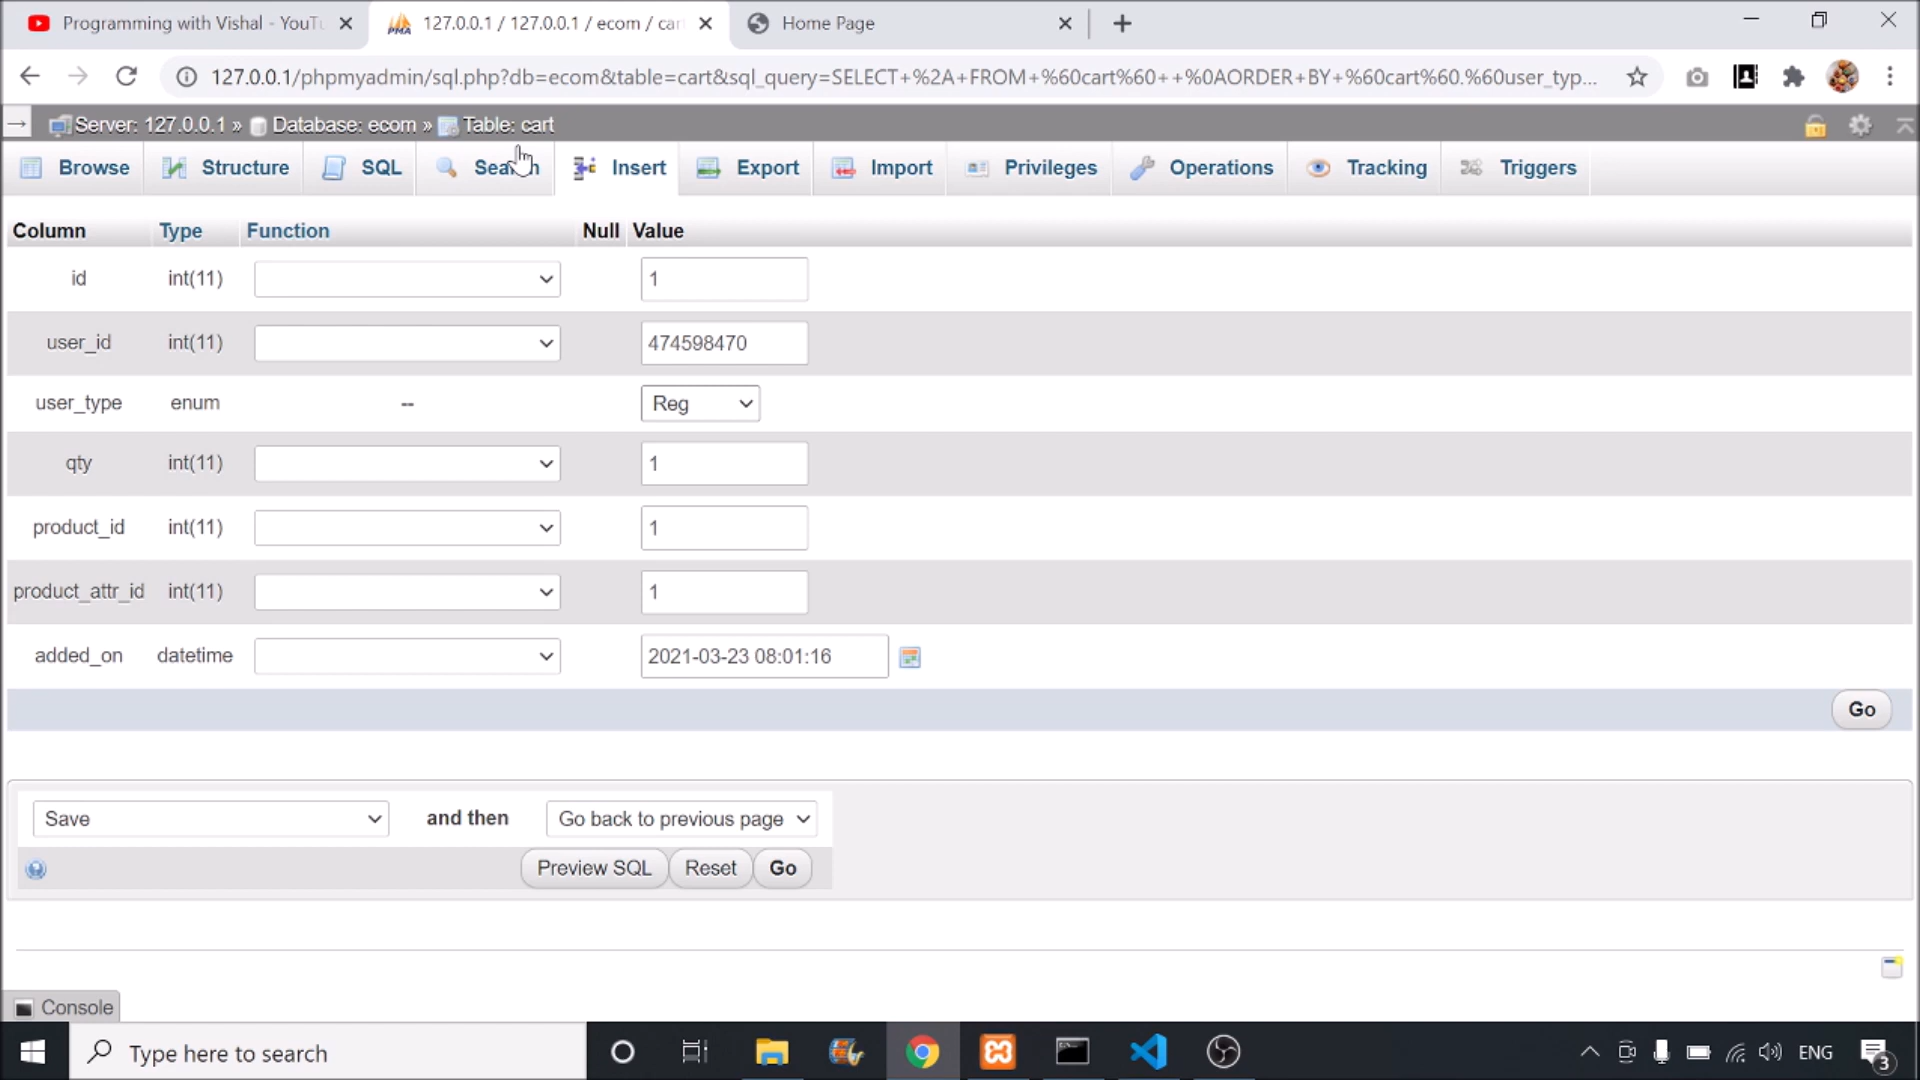 Programming with Vishal - YouTu
127.0.0.1 / 127.0.0.1 / ecom / car
Home Page
127.0.0.1/phpmyadmin/sql.php?db=ecom&table=cart&sql_query=SELECT+%2A+FROM+%60cart%60++%0AORDER+BY+%60cart%60.%60user_typ...
Server: 127.0.0.1 » Database: ecom » Table: cart
Browse Structure SQL Search Insert Export Import Privileges Operations Tracking Triggers
Column Type Function Null Value
id int(11) 1
user_id int(11) 474598470
user_type enum -- Reg
qty int(11) 1
product_id int(11) 1
product_attr_id int(11) 1
added_on datetime 2021-03-23 08:01:16
Go
Save and then Go back to previous page
Preview SQL Reset Go
Console
Type here to search
ENG
3